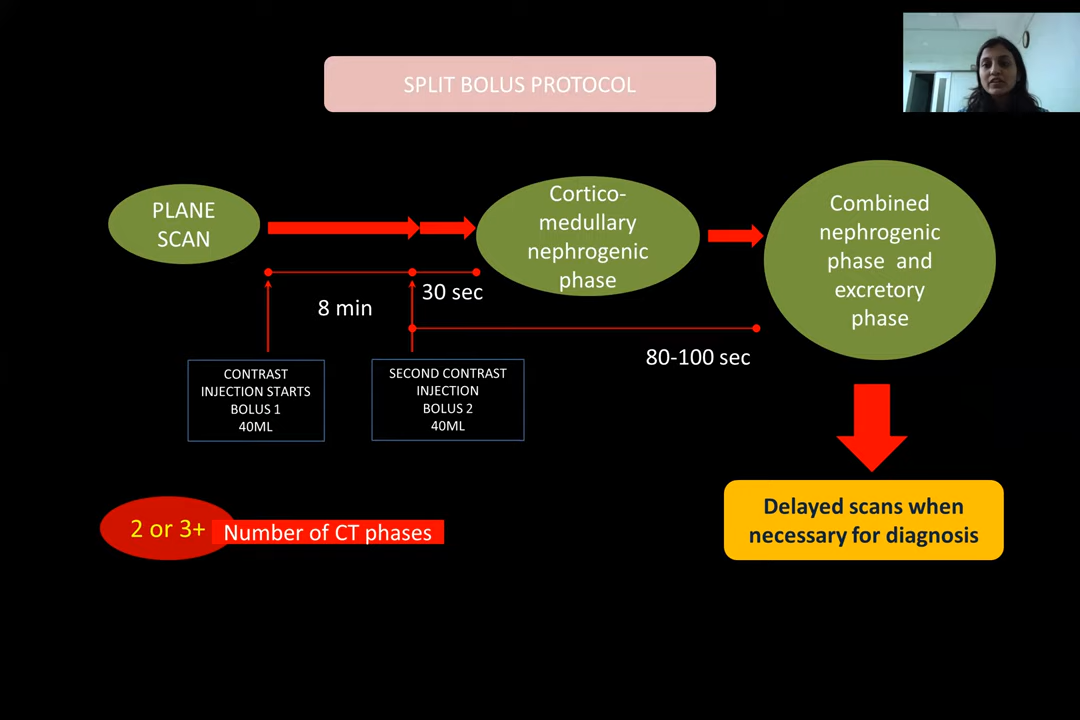 SPLIT BOLUS PROTOCOL
PLANE
SCAN
Cortico-
medullary
nephrogenic
phase
Combined
nephrogenic
phase and
excretory
phase
8 min
30 sec
80-100 sec
CONTRAST
INJECTION STARTS
BOLUS 1
40ML
SECOND CONTRAST
INJECTION
BOLUS 2
40ML
2 or 3+
Number of CT phases
Delayed scans when
necessary for diagnosis